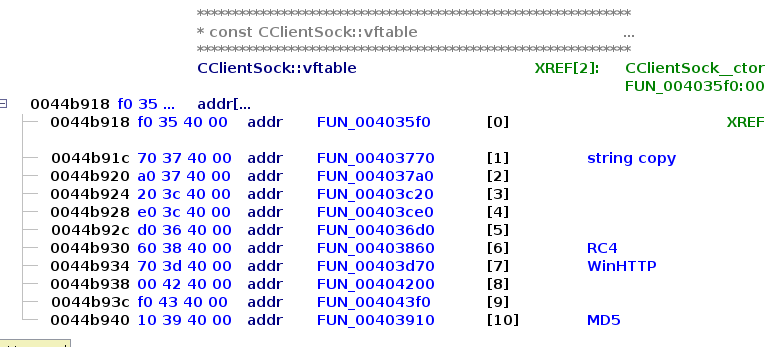 **************************************************************
* const CClientSock::vftable ...
**************************************************************
CClientSock::vftable XREF[2]: CClientSock__ctor
FUN_004035f0:00
0044b918 f0 35 ... addr[...
0044b918 f0 35 40 00 addr FUN_004035f0 [0] XREF
0044b91c 70 37 40 00 addr FUN_00403770 [1] string copy
0044b920 a0 37 40 00 addr FUN_004037a0 [2]
0044b924 20 3c 40 00 addr FUN_00403c20 [3]
0044b928 e0 3c 40 00 addr FUN_00403ce0 [4]
0044b92c d0 36 40 00 addr FUN_004036d0 [5]
0044b930 60 38 40 00 addr FUN_00403860 [6] RC4
0044b934 70 3d 40 00 addr FUN_00403d70 [7] WinHTTP
0044b938 00 42 40 00 addr FUN_00404200 [8]
0044b93c f0 43 40 00 addr FUN_004043f0 [9]
0044b940 10 39 40 00 addr FUN_00403910 [10] MD5